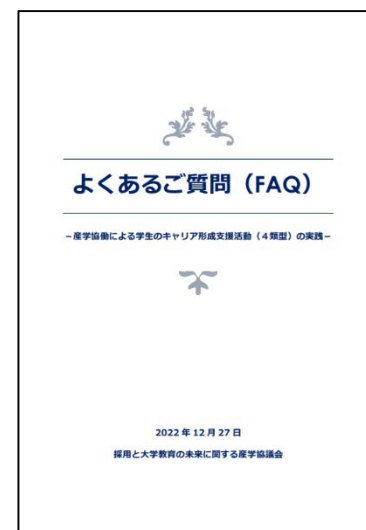 よくあるご質問（FAQ）
－産学協働による学生のキャリア形成支援活動（４類型）の実践－
2022年12月27日
採用と大学教育の未来に関する産学協議会